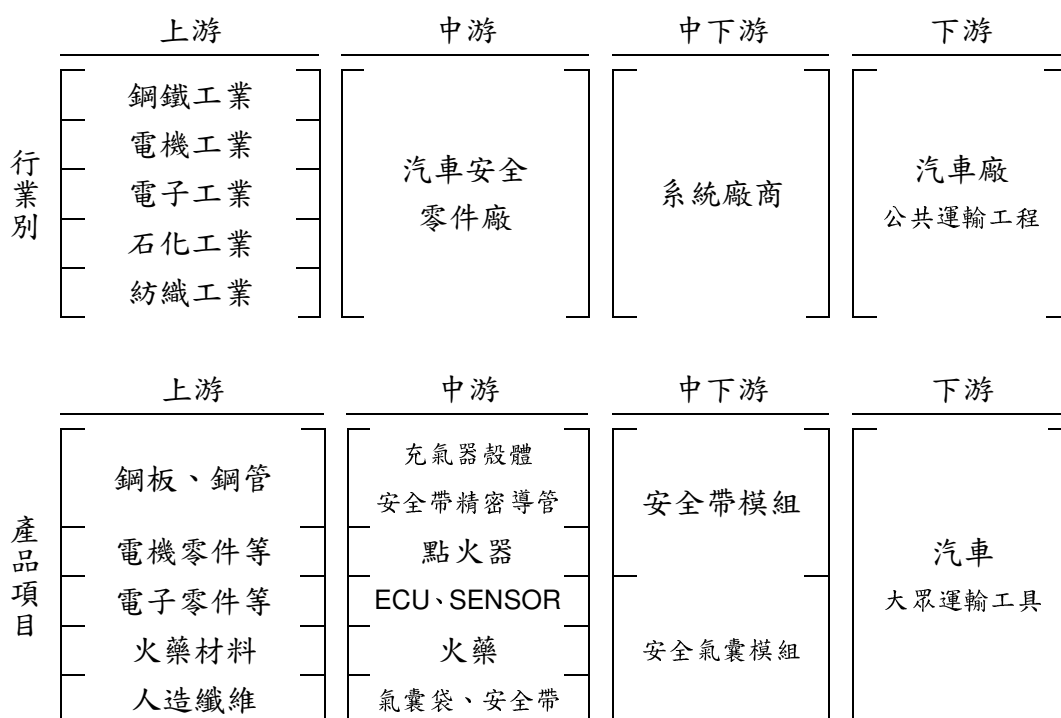 上游 中游 中下游 下游
行業別
鋼鐵工業
電機工業
電子工業
石化工業
紡織工業
汽車安全
零件廠
系統廠商
汽車廠
公共運輸工程
上游 中游 中下游 下游
產品項目
鋼板、鋼管
電機零件等
電子零件等
火藥材料
人造纖維
充氣器殼體
安全帶精密導管
點火器
ECU、SENSOR
火藥
氣囊袋、安全帶
安全帶模組
安全氣囊模組
汽車
大眾運輸工具